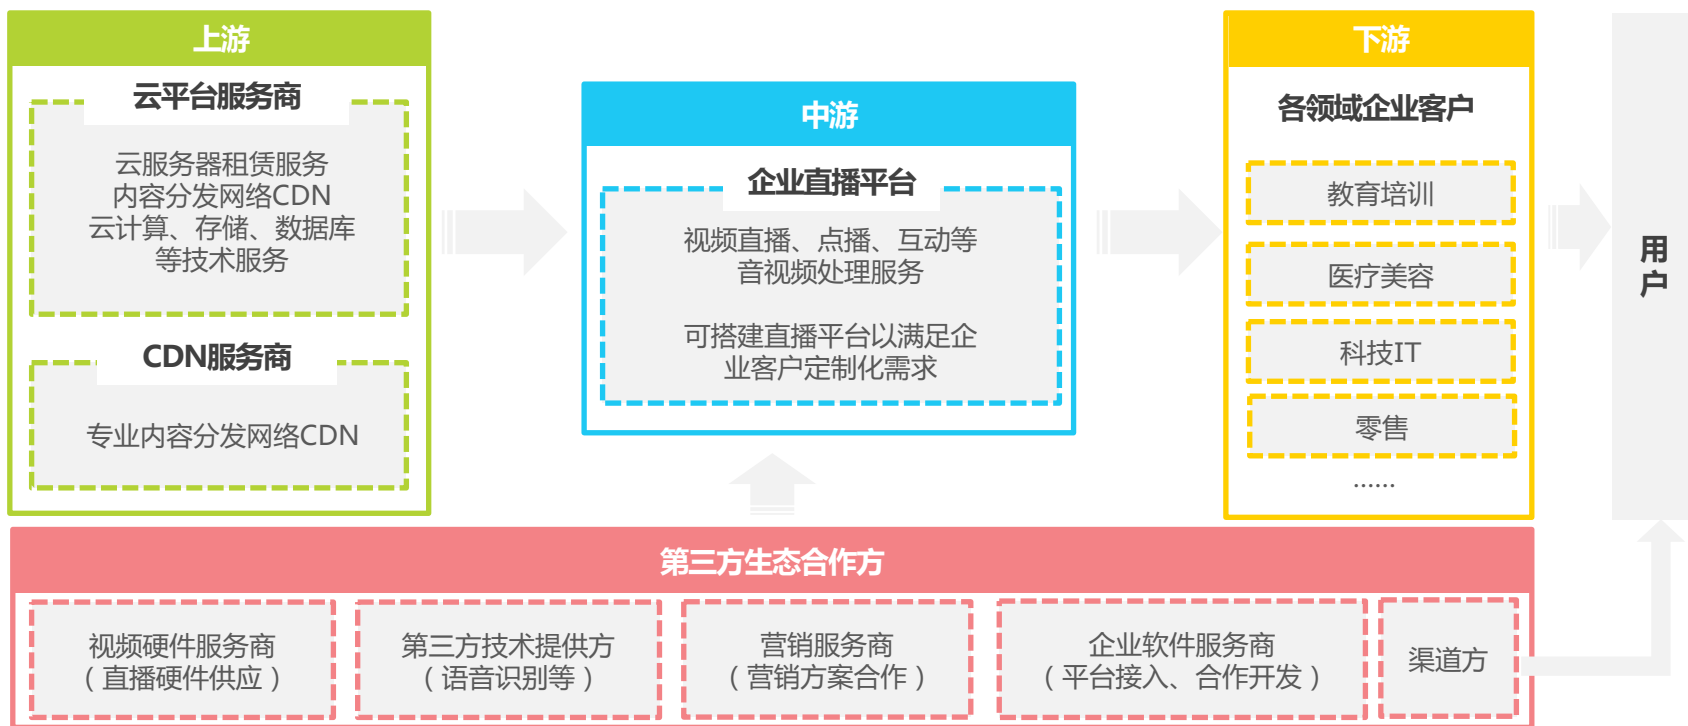 上游
云平台服务商
云服务器租赁服务
内容分发网络CDN
云计算、存储、数据库
等技术服务
CDN服务商
专业内容分发网络CDN
中游
企业直播平台
视频直播、点播、互动等
音视频处理服务
可搭建直播平台以满足企
业客户定制化需求
下游
各领域企业客户
教育培训
医疗美容
科技IT
零售
……
用
户
第三方生态合作方
视频硬件服务商
（直播硬件供应）
第三方技术提供方
（语音识别等）
营销服务商
（营销方案合作）
企业软件服务商
（平台接入、合作开发）
渠道方